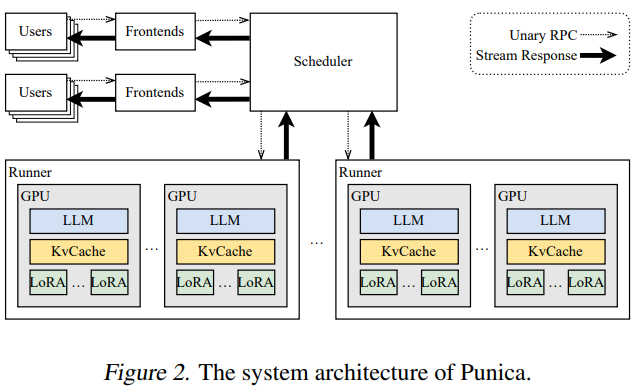 Users
Frontends
Scheduler
Unary RPC
Stream Response
Users
Frontends
Runner
GPU
LLM
KvCache
LoRA ... LoRA
...
GPU
LLM
KvCache
LoRA ... LoRA
...
Runner
GPU
LLM
KvCache
LoRA ... LoRA
...
GPU
LLM
KvCache
LoRA ... LoRA
Figure 2. The system architecture of Punica.